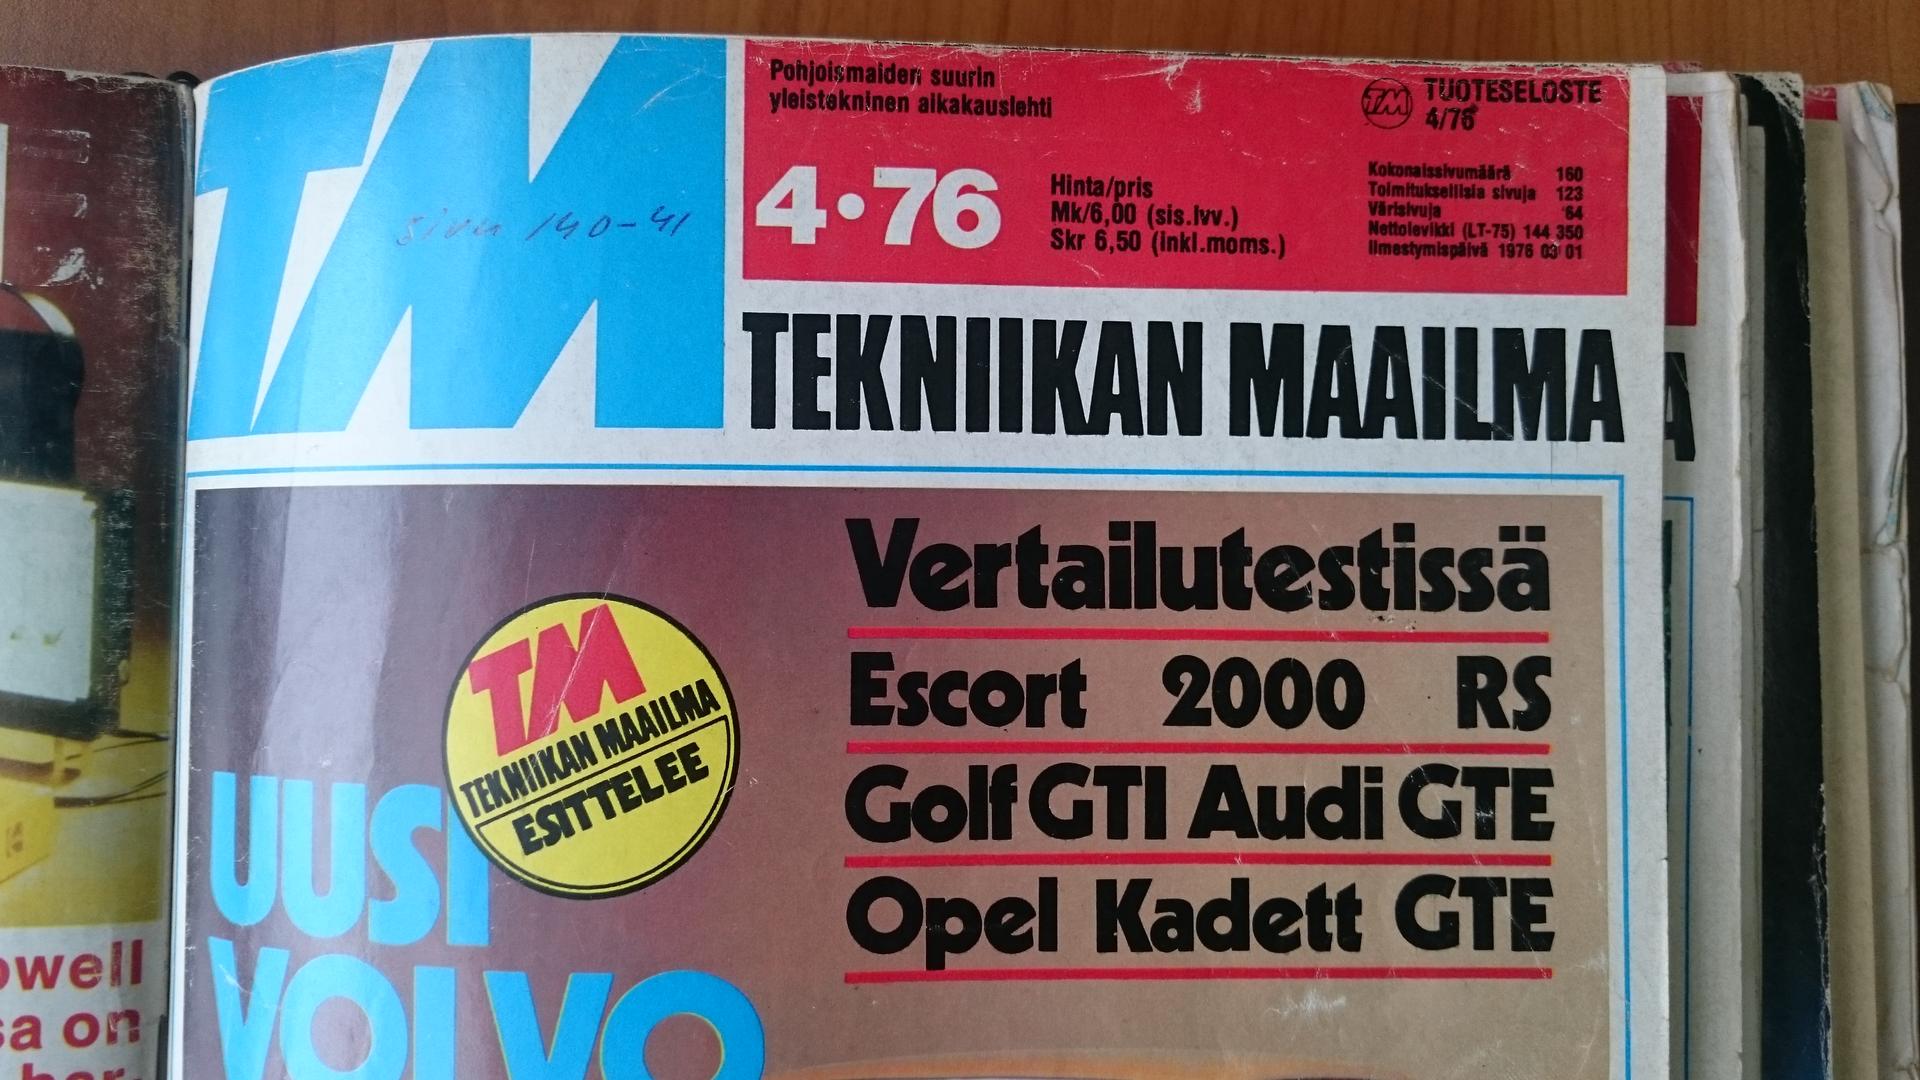 TM
sivu 140-41
Pohjoismaiden suurin
yleistekninen aikakauslehti
4•76
Hinta/pris
Mk/6,00 (sis.lvv.)
Skr 6,50 (inkl.moms.)
TM TUOTESELOSTE
4/76
Kokonaissivumäärä 160
Toimituksellisia sivuja 123
Värisivuja 64
Nettolevikki (LT-75) 144 350
Ilmestymispäivä 1976 03 01
TEKNIIKAN MAAILMA
Vertailutestissä
Escort 2000 RS
Golf GTI Audi GTE
Opel Kadett GTE
TM
TEKNIIKAN MAAILMA
ESITTELEE
UUSI
VOLVO
owell
sa on
A